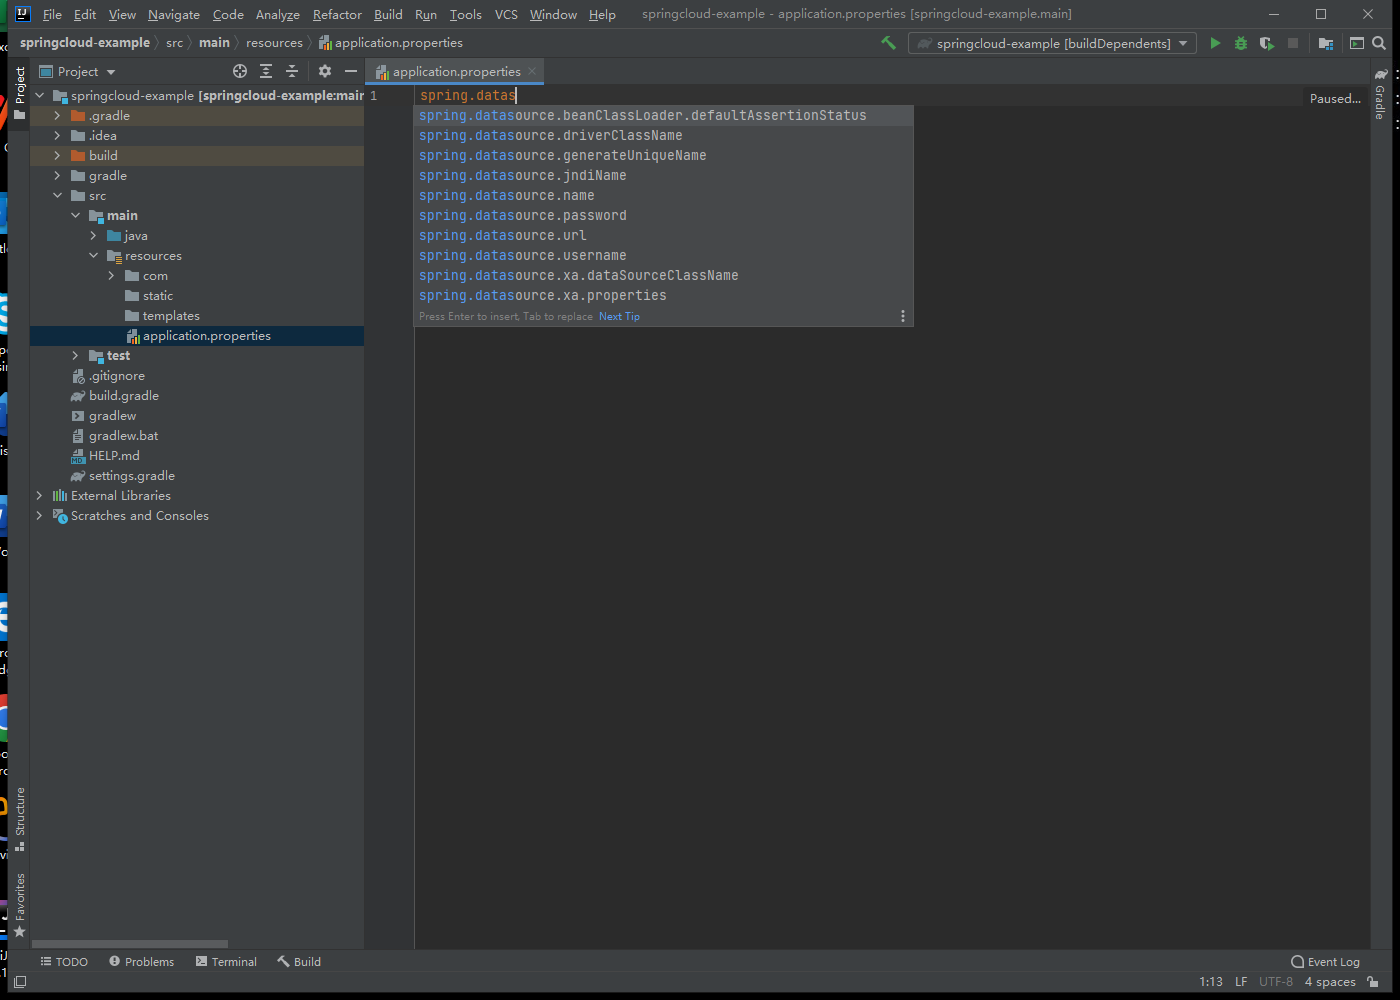 File Edit View Navigate Code Analyze Refactor Build Run Tools VCS Window Help springcloud-example - application.properties [springcloud-example.main]
springcloud-example src main resources application.properties springcloud-example [buildDependents]
Project application.properties
Project
springcloud-example [springcloud-example:main
.gradle
.idea
build
gradle
src
main
java
resources
com
static
templates
application.properties
test
.gitignore
build.gradle
gradlew
gradlew.bat
HELP.md
settings.gradle
External Libraries
Scratches and Consoles
1 spring.datas
Paused...
spring.datasource.beanClassLoader.defaultAssertionStatus
spring.datasource.driverClassName
spring.datasource.generateUniqueName
spring.datasource.jndiName
spring.datasource.name
spring.datasource.password
spring.datasource.url
spring.datasource.username
spring.datasource.xa.dataSourceClassName
spring.datasource.xa.properties
Press Enter to insert, Tab to replace Next Tip
Gradle
Structure
Favorites
TODO Problems Terminal Build Event Log
1:13 LF UTF-8 4 spaces